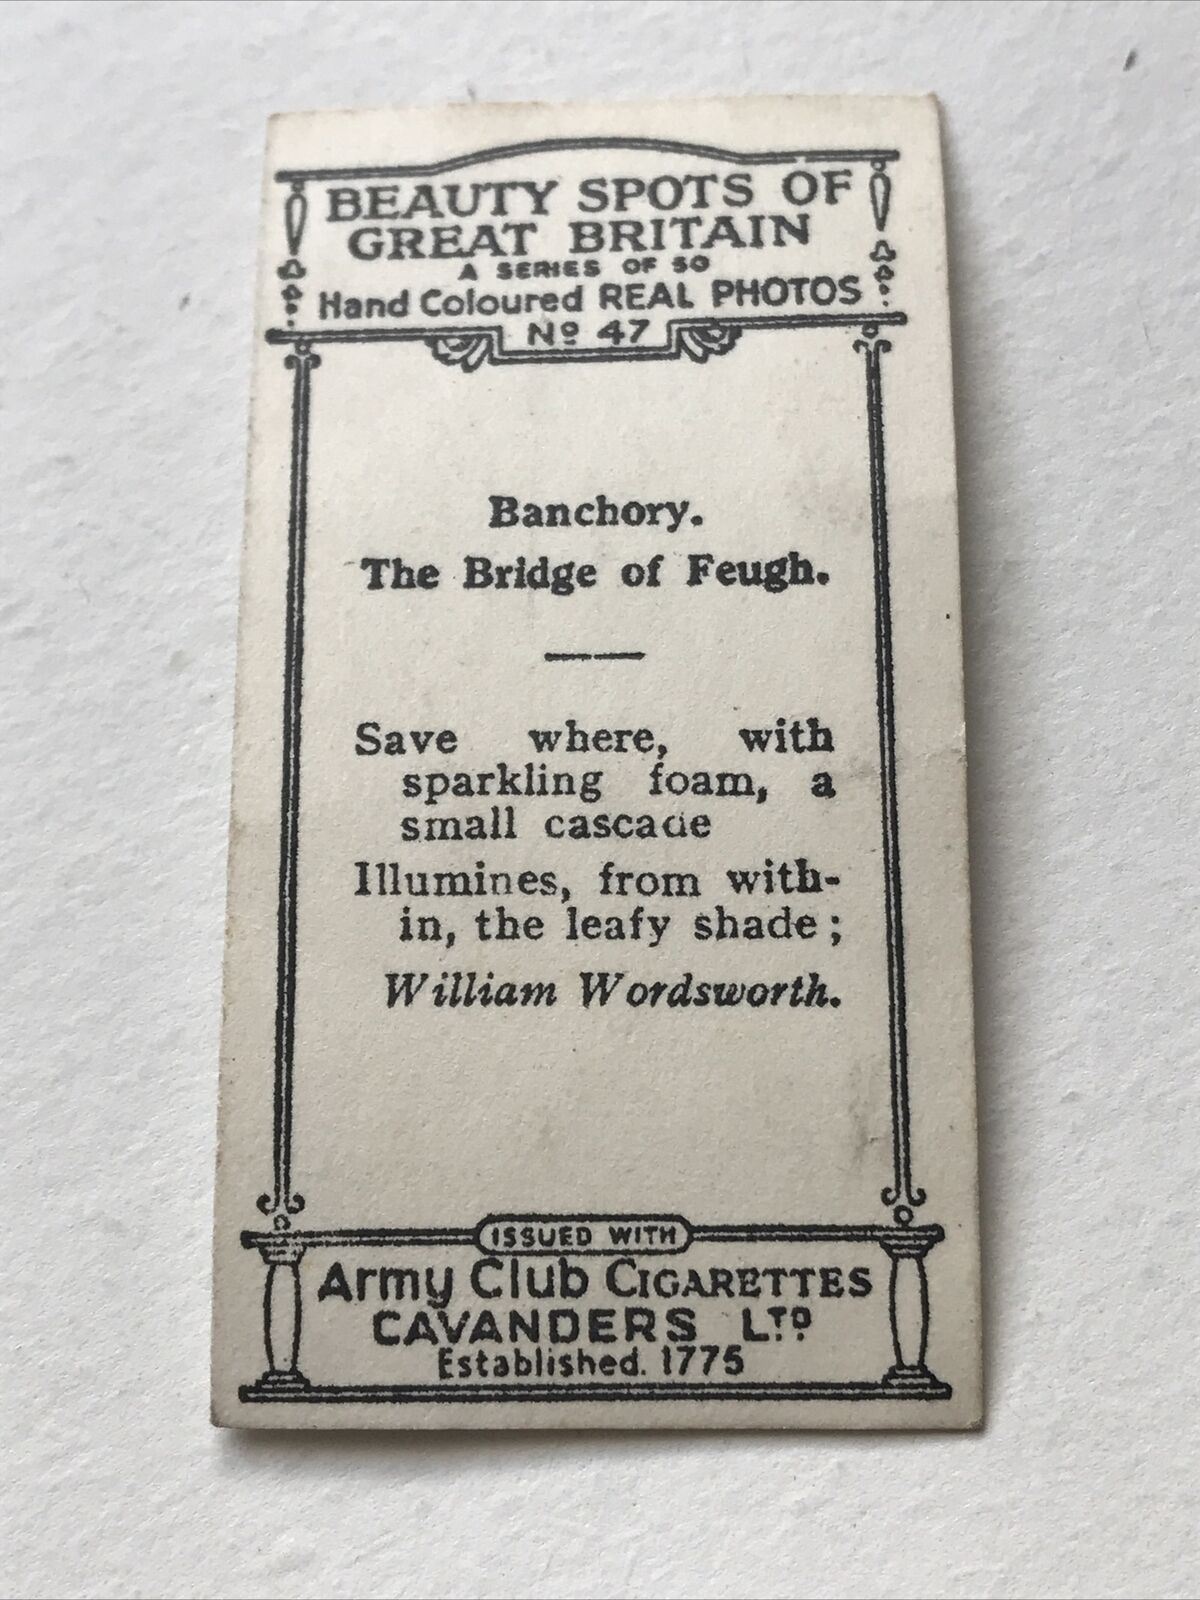 BEAUTY SPOTS OF
GREAT BRITAIN
A SERIES OF 50
Hand Coloured REAL PHOTOS
Nº 47
Banchory.
The Bridge of Feugh.
Save where, with
sparkling foam, a
small cascade
Illumines, from with-
in, the leafy shade;
William Wordsworth.
ISSUED WITH
Army Club CIGARETTES
CAVANDERS LTD.
Established. 1775